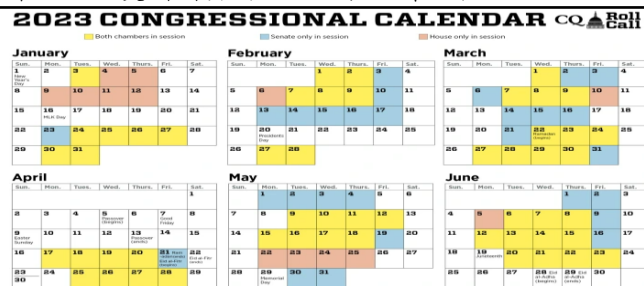 2023 CONGRESSIONAL CALENDAR CQ Roll Call
Both chambers in session Senate only in session House only in session
January February March
Sun. Mon. Tues. Wed. Thurs. Fri. Sat. Sun. Mon. Tues. Wed. Thurs. Fri. Sat. Sun. Mon. Tues. Wed. Thurs. Fri. Sat.
1 2 3 4 5 6 7 1 2 3 4 1 2 3 4
New Year's Day
8 9 10 11 12 13 14 5 6 7 8 9 10 11 5 6 7 8 9 10 11
15 16 17 18 19 20 21 12 13 14 15 16 17 18 12 13 14 15 16 17 18
MLK Day
22 23 24 25 26 27 28 19 20 21 22 23 24 25 19 20 21 22 23 24 25
Presidents Day Ramadan (begins)
29 30 31 26 27 28 26 27 28 29 30 31
April May June
Sun. Mon. Tues. Wed. Thurs. Fri. Sat. Sun. Mon. Tues. Wed. Thurs. Fri. Sat. Sun. Mon. Tues. Wed. Thurs. Fri. Sat.
1 1 2 3 4 5 6 1 2 3
2 3 4 5 6 7 8 7 8 9 10 11 12 13 4 5 6 7 8 9 10
Passover (begins) Good Friday
9 10 11 12 13 14 15 14 15 16 17 18 19 20 11 12 13 14 15 16 17
Easter Sunday Passover (ends)
16 17 18 19 20 21 22 21 22 23 24 25 26 27 18 19 20 21 22 23 24
Juneteenth
23 24 25 26 27 28 29 28 29 30 31 25 26 27 28 29 30
30 Memorial Day